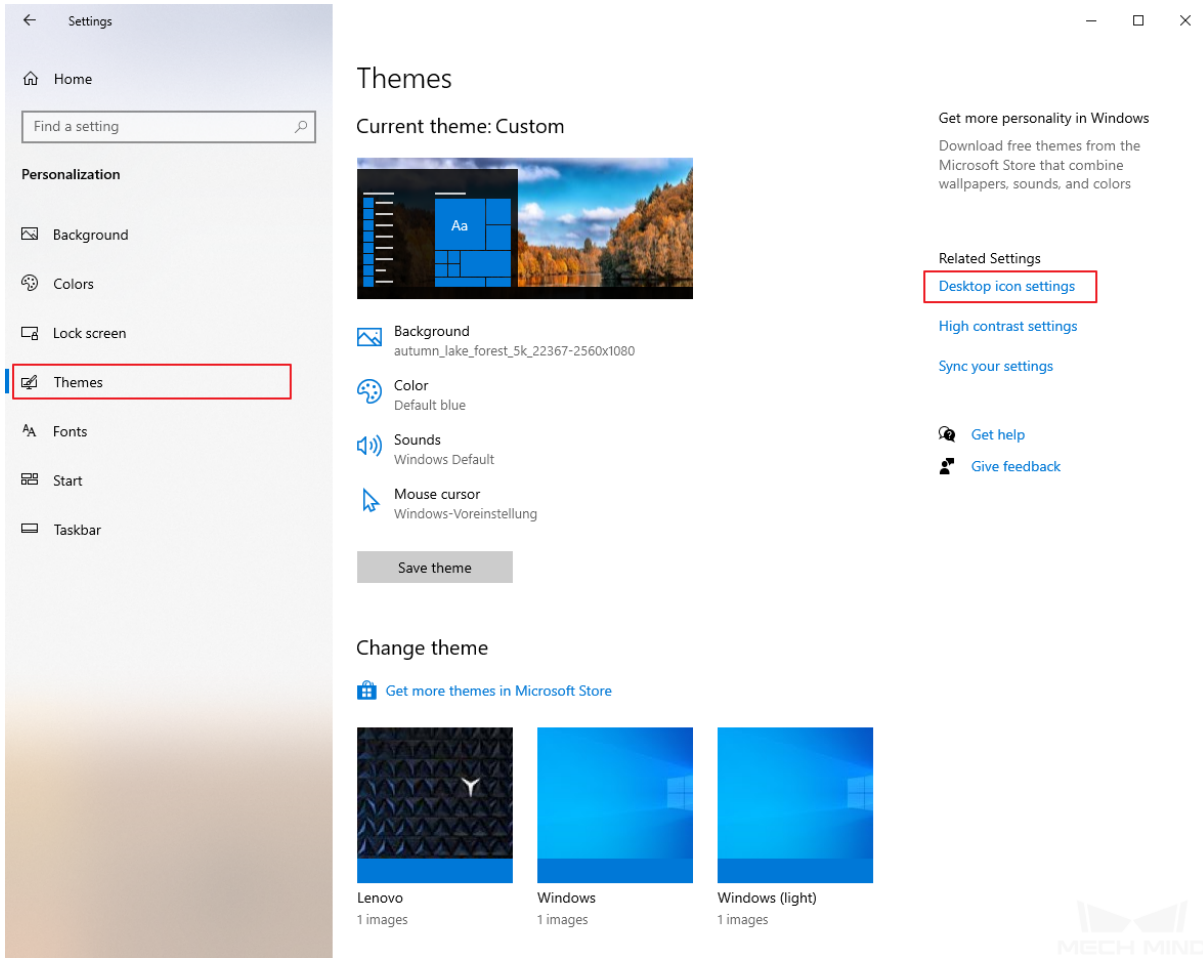 Settings
Home
Find a setting
Personalization
Background
Colors
Lock screen
Themes
Fonts
Start
Taskbar
Themes
Current theme: Custom
Aa
Background
autumn_lake_forest_5k_22367-2560x1080
Color
Default blue
Sounds
Windows Default
Mouse cursor
Windows-Voreinstellung
Save theme
Change theme
Get more themes in Microsoft Store
Lenovo
1 images
Windows
1 images
Windows (light)
1 images
Get more personality in Windows
Download free themes from the
Microsoft Store that combine
wallpapers, sounds, and colors
Related Settings
Desktop icon settings
High contrast settings
Sync your settings
Get help
Give feedback
MECH MIND